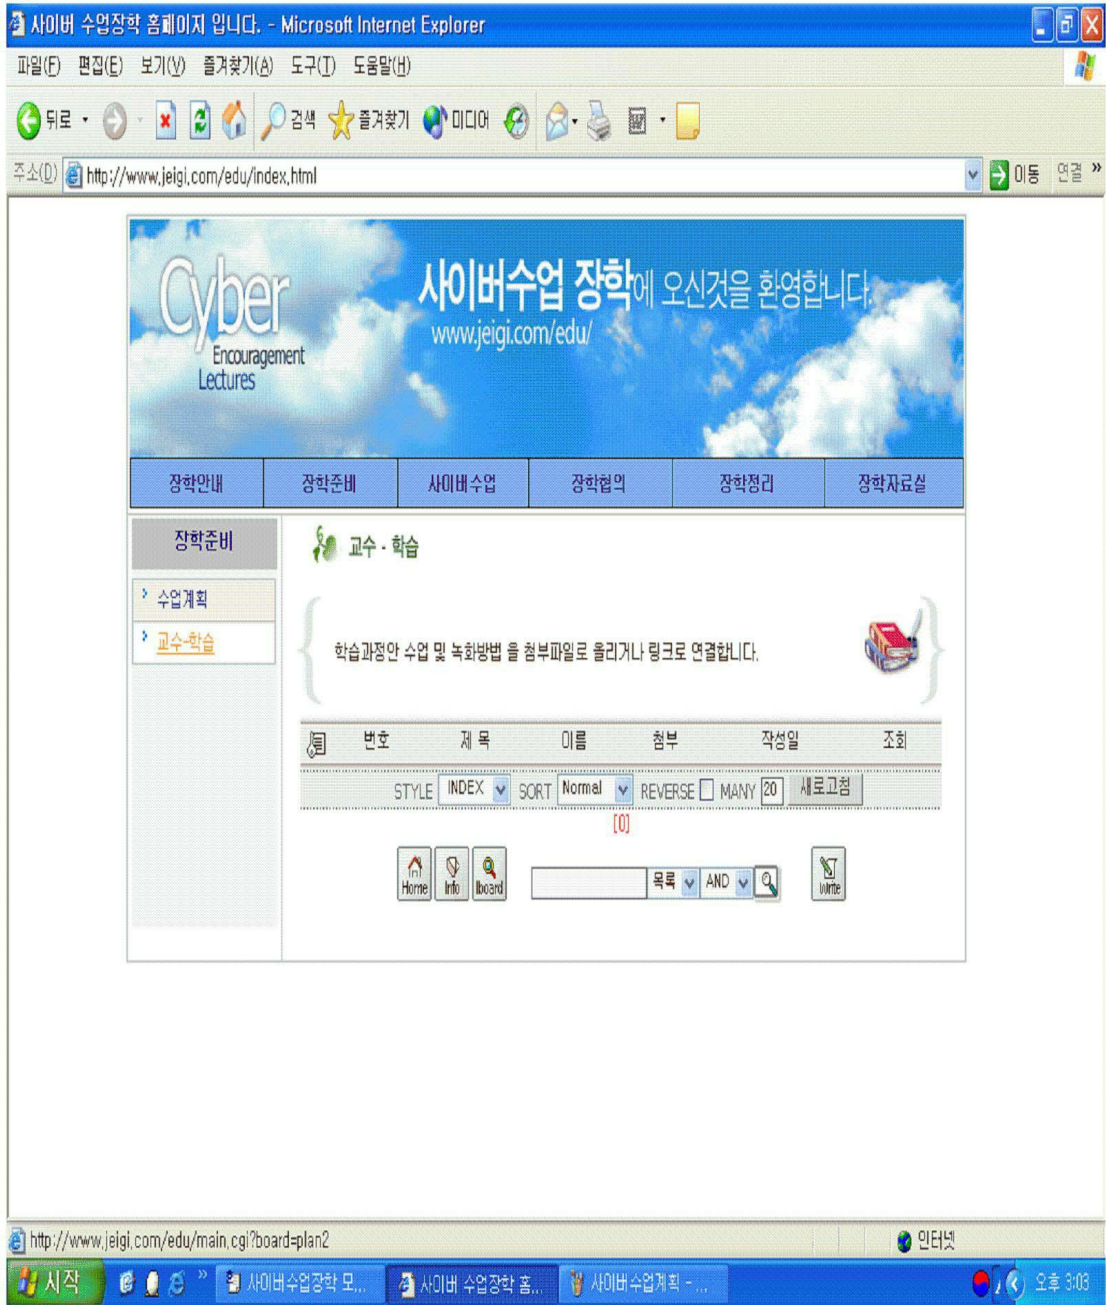 사이버 수업장학 홈페이지 입니다. - Microsoft Internet Explorer
파일(F) 편집(E) 보기(V) 즐겨찾기(A) 도구(T) 도움말(H)
뒤로 검색 즐겨찾기 미디어
주소(D) http://www.jeigi.com/edu/index.html 이동 연결 »
Cyber
Encouragement
Lectures
사이버수업 장학에 오신것을 환영합니다.
www.jeigi.com/edu/
장학안내 장학준비 사이버수업 장학협의 장학정리 장학자료실
장학준비
수업계획
교수-학습
교수 - 학습
학습과정안 수업 및 녹화방법 을 첨부파일로 올리거나 링크로 연결합니다.
번호 제 목 이름 첨부 작성일 조회
STYLE INDEX SORT Normal REVERSE MANY 20 새로고침
[0]
Home Info Iboard 목록 AND Write
http://www.jeigi.com/edu/main.cgi?board=plan2 인터넷
시작 » 사이버수업장학 모... 사이버 수업장학 홈... 사이버수업계획 - ... 오후 3:03